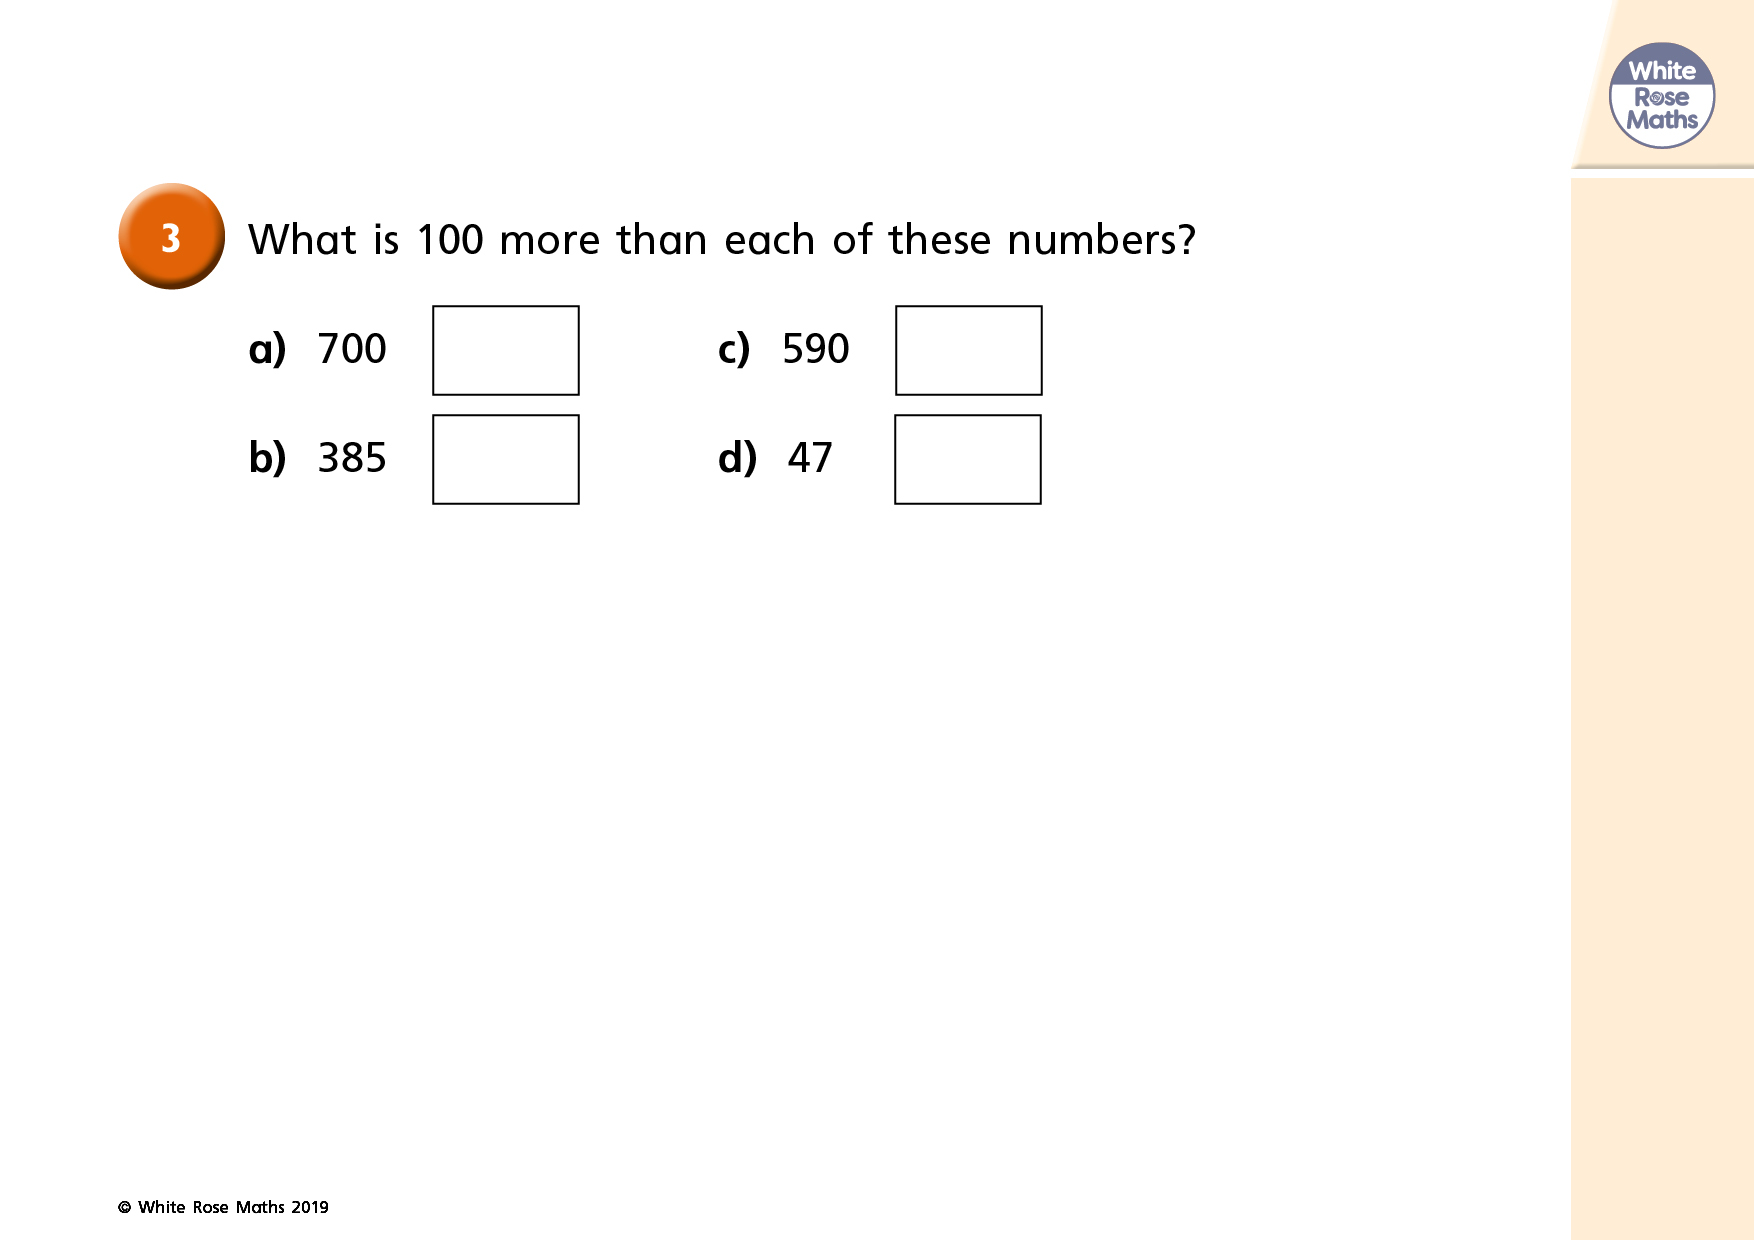 White
Rose
Maths
3 What is 100 more than each of these numbers?
a) 700 c) 590
b) 385 d) 47
© White Rose Maths 2019